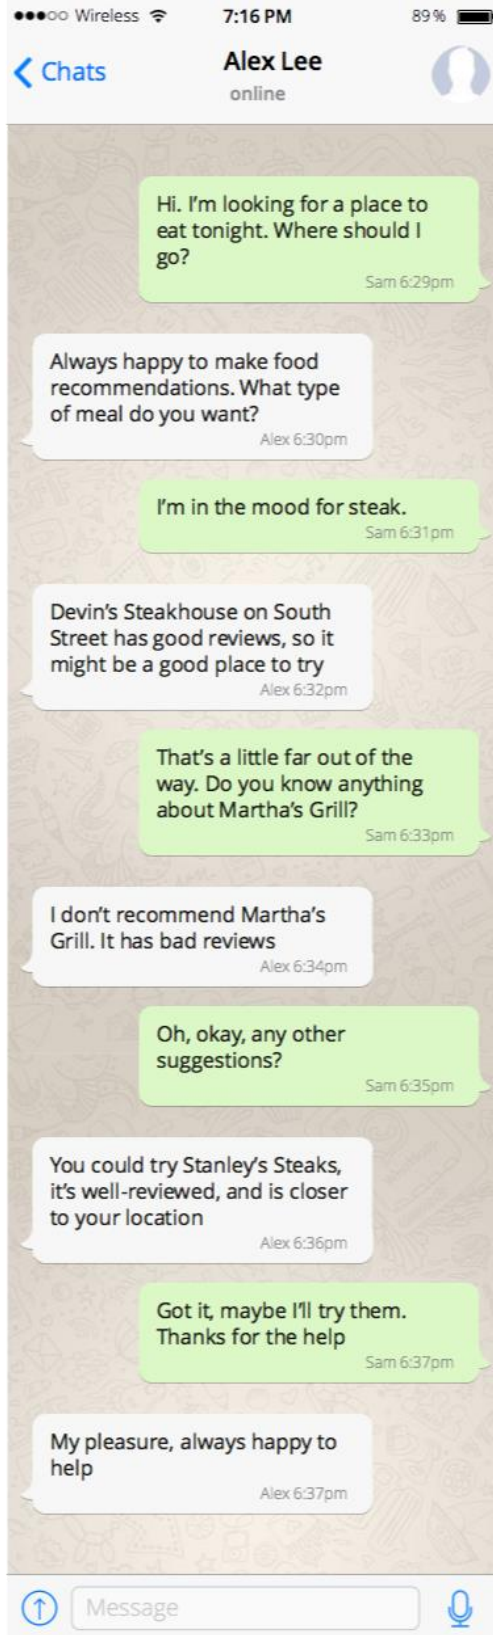 Wireless 7:16 PM 89%
Chats Alex Lee
online
Hi. I'm looking for a place to
eat tonight. Where should I
go?
Sam 6:29pm
Always happy to make food
recommendations. What type
of meal do you want?
Alex 6:30pm
I'm in the mood for steak.
Sam 6:31pm
Devin's Steakhouse on South
Street has good reviews, so it
might be a good place to try
Alex 6:32pm
That's a little far out of the
way. Do you know anything
about Martha's Grill?
Sam 6:33pm
I don't recommend Martha's
Grill. It has bad reviews
Alex 6:34pm
Oh, okay, any other
suggestions?
Sam 6:35pm
You could try Stanley's Steaks,
it's well-reviewed, and is closer
to your location
Alex 6:36pm
Got it, maybe I'll try them.
Thanks for the help
Sam 6:37pm
My pleasure, always happy to
help
Alex 6:37pm
Message